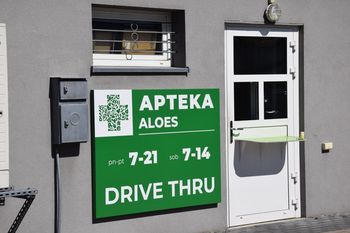 APTEKA
ALOES
pn-pt 7-21 sob 7-14
DRIVE THRU